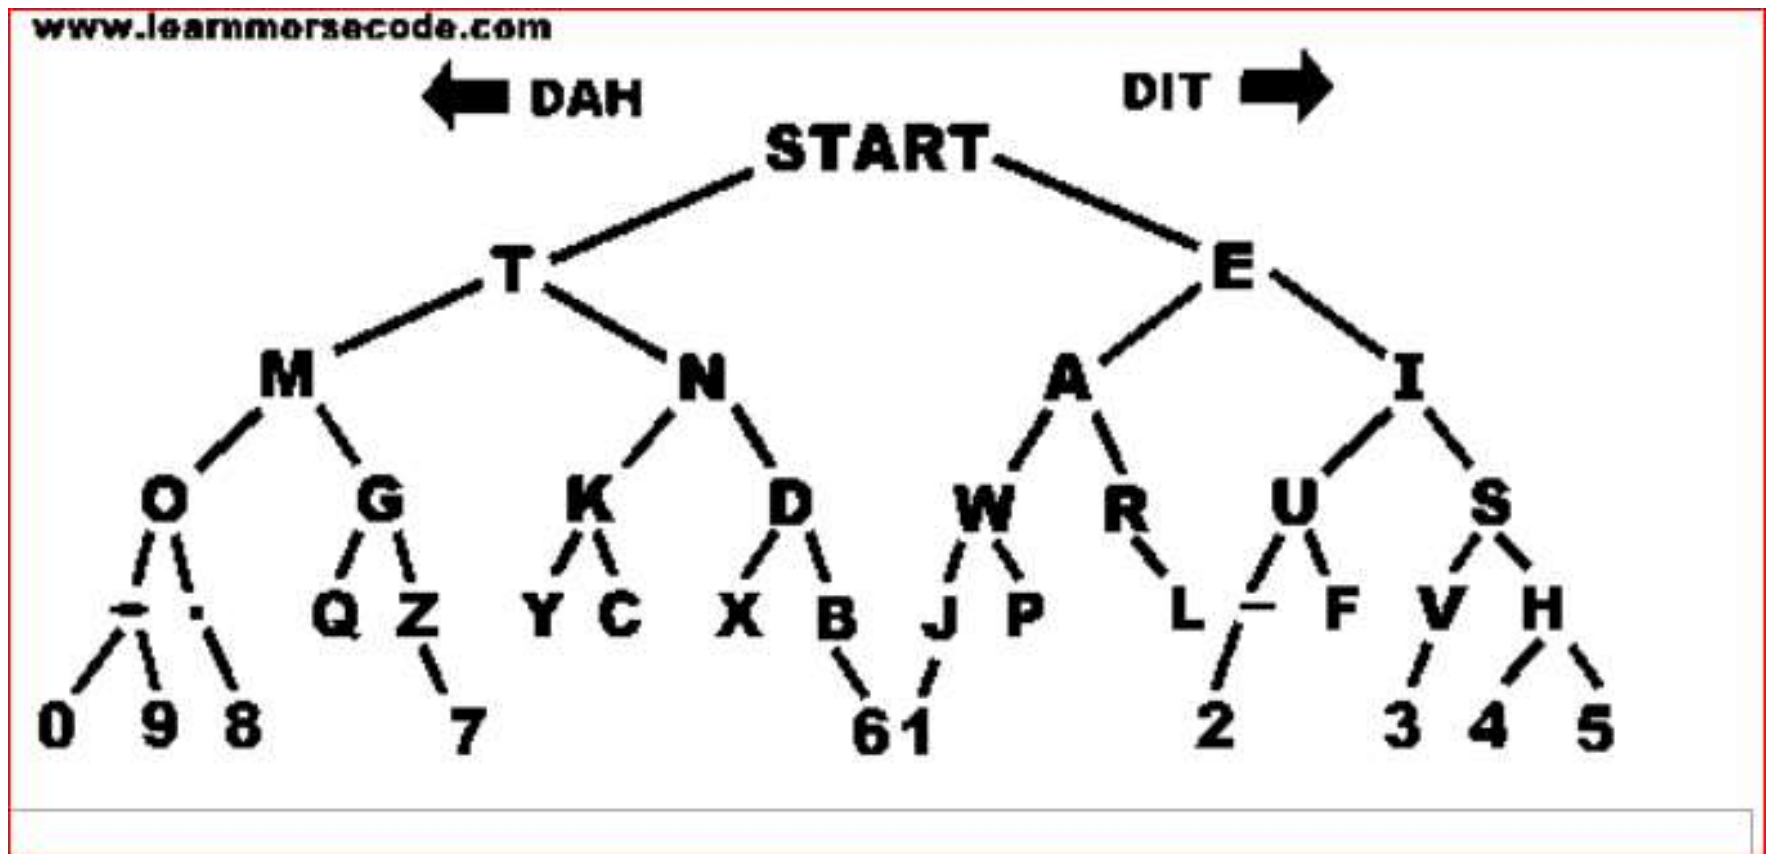 www.learnmorsecode.com
DAH DIT
START
T E
M N A I
O G K D W R U S
- . Q Z Y C X B J P L - F V H
0 9 8 7 6 1 2 3 4 5